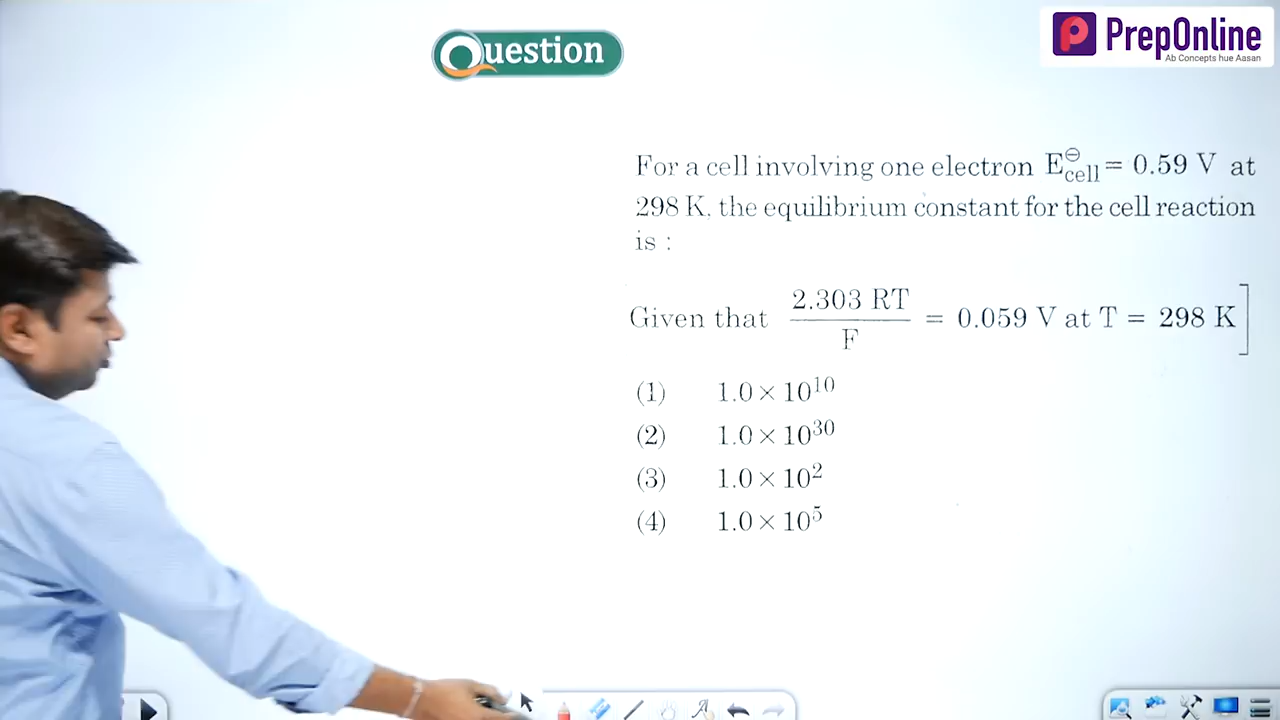 Question
PrepOnline
Ab Concepts hue Aasan
For a cell involving one electron E⊖cell = 0.59 V at
298 K, the equilibrium constant for the cell reaction
is :
Given that 2.303 RT / F = 0.059 V at T = 298 K]
(1) 1.0 × 10^10
(2) 1.0 × 10^30
(3) 1.0 × 10^2
(4) 1.0 × 10^5